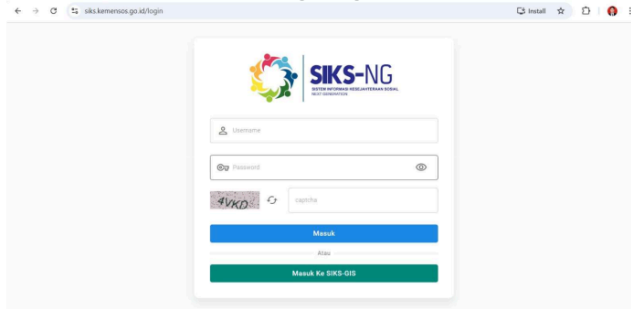 siks.kemensos.go.id/login
Install
SIKS-NG
SISTEM INFORMASI KESEJAHTERAAN SOSIAL
NEXT GENERATION
Username
Password
4VKD
captcha
Masuk
Atau
Masuk Ke SIKS-GIS